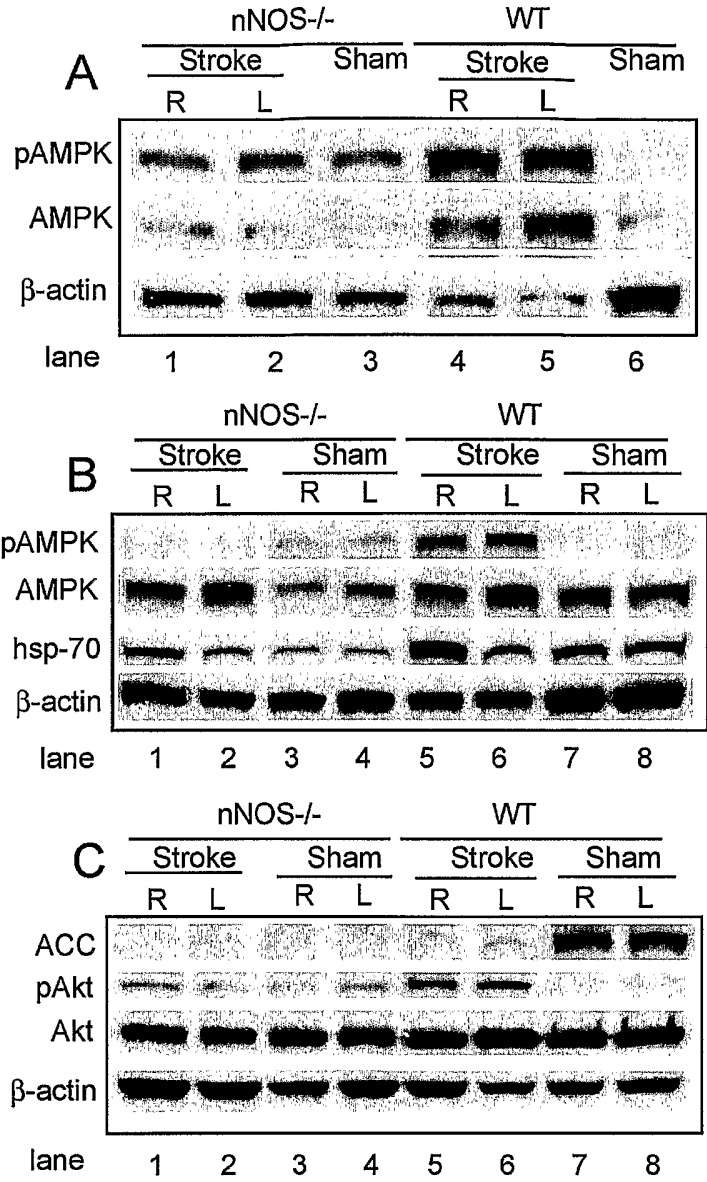 nNOS-/- WT
A Stroke Sham Stroke Sham
R L R L
pAMPK
AMPK
β-actin
lane 1 2 3 4 5 6
nNOS-/- WT
B Stroke Sham Stroke Sham
R L R L R L R L
pAMPK
AMPK
hsp-70
β-actin
lane 1 2 3 4 5 6 7 8
nNOS-/- WT
C Stroke Sham Stroke Sham
R L R L R L R L
ACC
pAkt
Akt
β-actin
lane 1 2 3 4 5 6 7 8